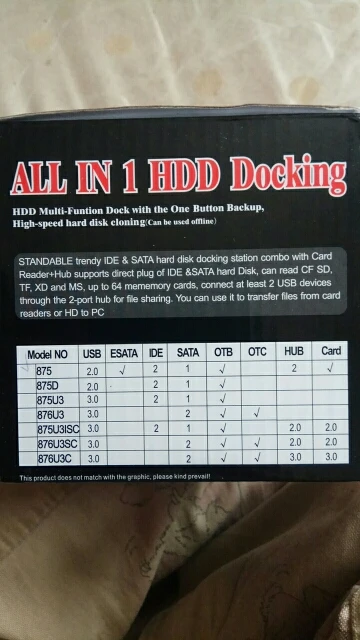 ALL IN 1 HDD Docking
HDD Multi-Funtion Dock with the One Button Backup,
High-speed hard disk cloning(Can be used offline)
STANDABLE trendy IDE & SATA hard disk docking station combo with Card
Reader+Hub supports direct plug of IDE &SATA hard Disk, can read CF SD,
TF, XD and MS, up to 64 mememory cards, connect at least 2 USB devices
through the 2-port hub for file sharing. You can use it to transfer files from card
readers or HD to PC
Model NO USB ESATA IDE SATA OTB OTC HUB Card
875 2.0 √ 2 1 √ 2 √
875D 2.0 2 1 √
875U3 3.0 2 1 √
876U3 3.0 2 √ √
875U3ISC 3.0 2 1 √ 2.0 2.0
876U3SC 3.0 2 √ √ 2.0 2.0
876U3C 3.0 2 √ √ 3.0 3.0
This product does not match with the graphic, please kind prevail!